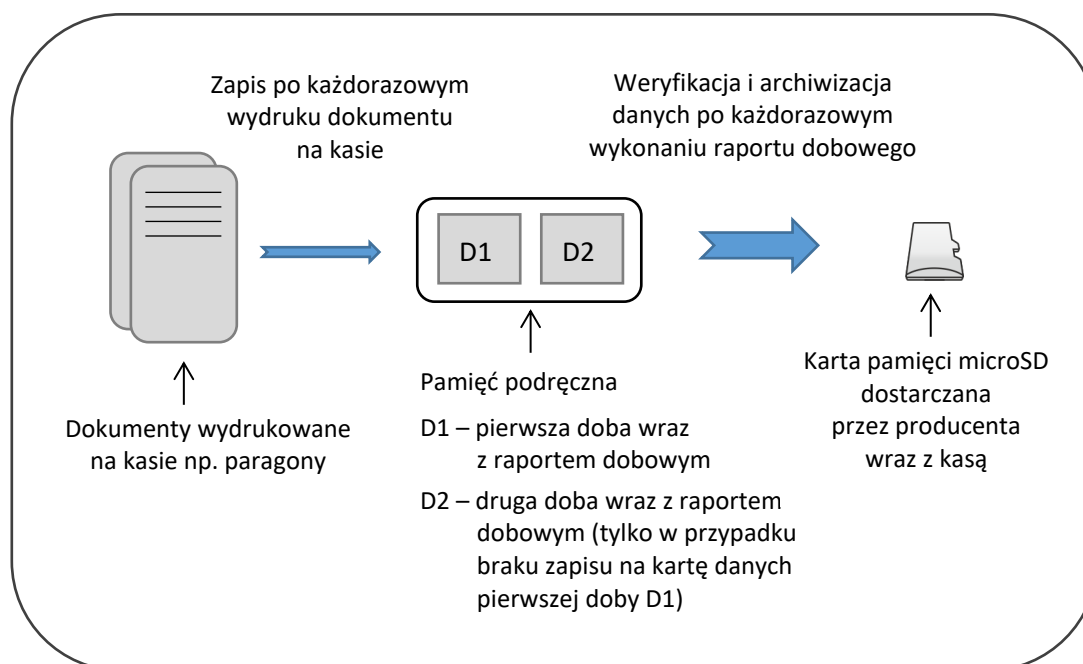 Zapis po każdorazowym
wydruku dokumentu
na kasie
Weryfikacja i archiwizacja
danych po każdorazowym
wykonaniu raportu dobowego
D1
D2
Dokumenty wydrukowane
na kasie np. paragony
Pamięć podręczna
D1 – pierwsza doba wraz
z raportem dobowym
D2 – druga doba wraz z raportem
dobowym (tylko w przypadku
braku zapisu na kartę danych
pierwszej doby D1)
Karta pamięci microSD
dostarczana
przez producenta
wraz z kasą